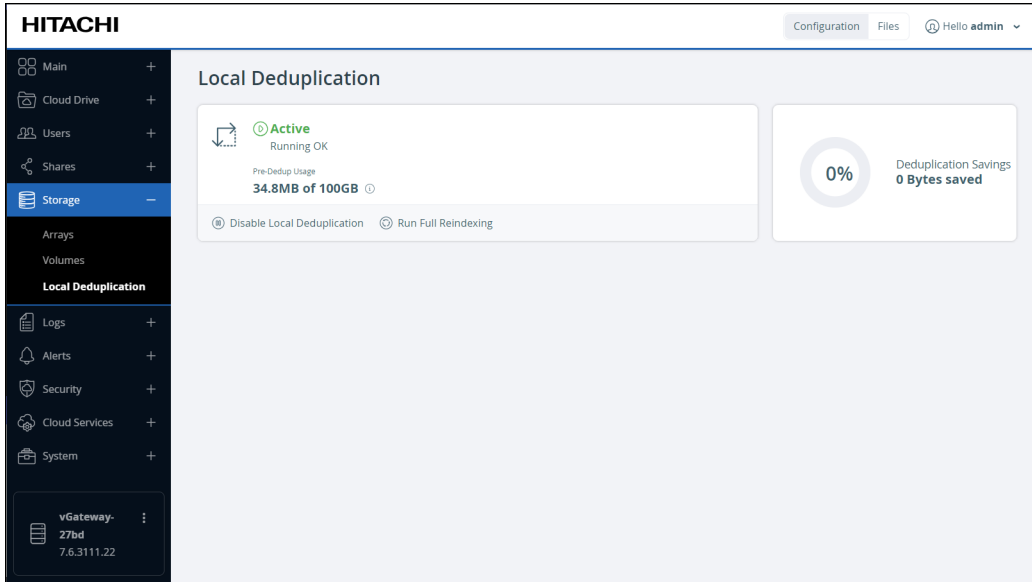 HITACHI
Configuration
Files
Hello admin
Main
Cloud Drive
Users
Shares
Storage
Arrays
Volumes
Local Deduplication
Logs
Alerts
Security
Cloud Services
System
vGateway-
27bd
7.6.3111.22
Local Deduplication
D Active
Running OK
Pre-Dedup Usage
34.8MB of 100GB
Disable Local Deduplication
Run Full Reindexing
0%
Deduplication Savings
0 Bytes saved